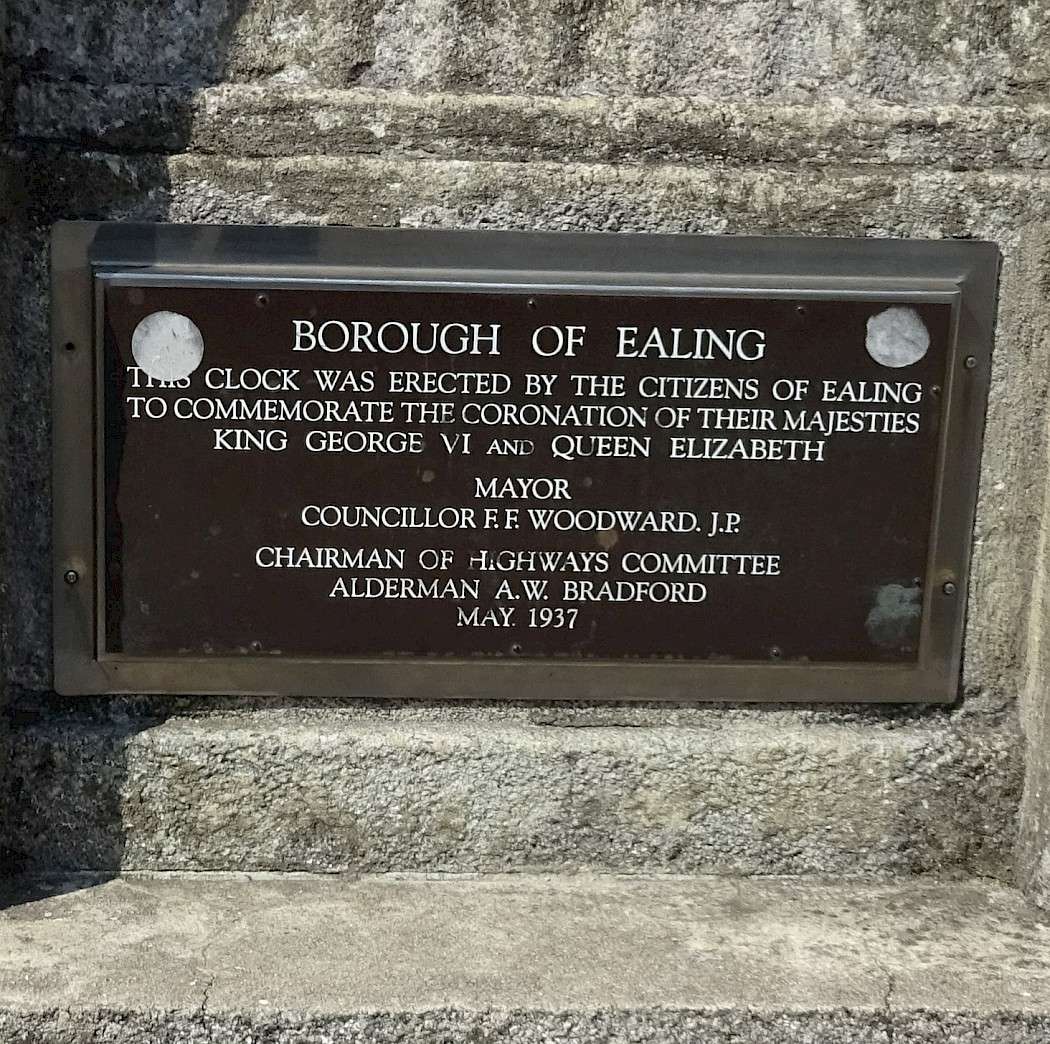 BOROUGH OF EALING
THIS CLOCK WAS ERECTED BY THE CITIZENS OF EALING
TO COMMEMORATE THE CORONATION OF THEIR MAJESTIES
KING GEORGE VI AND QUEEN ELIZABETH
MAYOR
COUNCILLOR F. F. WOODWARD. J.P.
CHAIRMAN OF HIGHWAYS COMMITTEE
ALDERMAN A.W. BRADFORD
MAY. 1937